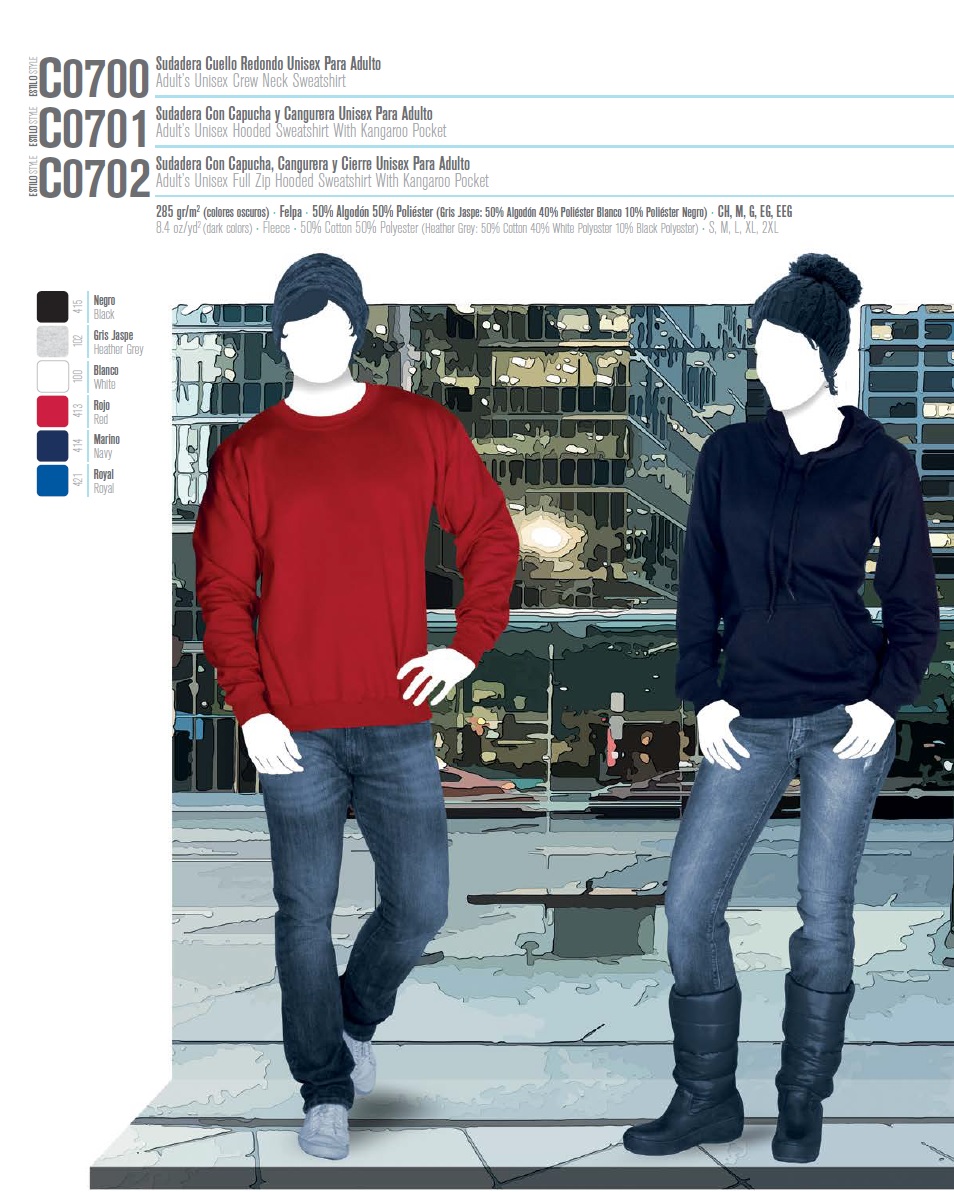 ESTILO STYLE
C0700
Sudadera Cuello Redondo Unisex Para Adulto
Adult's Unisex Crew Neck Sweatshirt
ESTILO STYLE
C0701
Sudadera Con Capucha y Cangurera Unisex Para Adulto
Adult's Unisex Hooded Sweatshirt With Kangaroo Pocket
ESTILO STYLE
C0702
Sudadera Con Capucha, Cangurera y Cierre Unisex Para Adulto
Adult's Unisex Full Zip Hooded Sweatshirt With Kangaroo Pocket
285 gr/m² (colores oscuros) · Felpa · 50% Algodón 50% Poliéster (Gris Jaspe: 50% Algodón 40% Poliéster Blanco 10% Poliéster Negro) · CH, M, G, EG, EEG
8.4 oz/yd² (dark colors) · Fleece · 50% Cotton 50% Polyester (Heather Grey: 50% Cotton 40% White Polyester 10% Black Polyester) · S, M, L, XL, 2XL
415
Negro
Black
102
Gris Jaspe
Heather Grey
100
Blanco
White
413
Rojo
Red
414
Marino
Navy
421
Royal
Royal